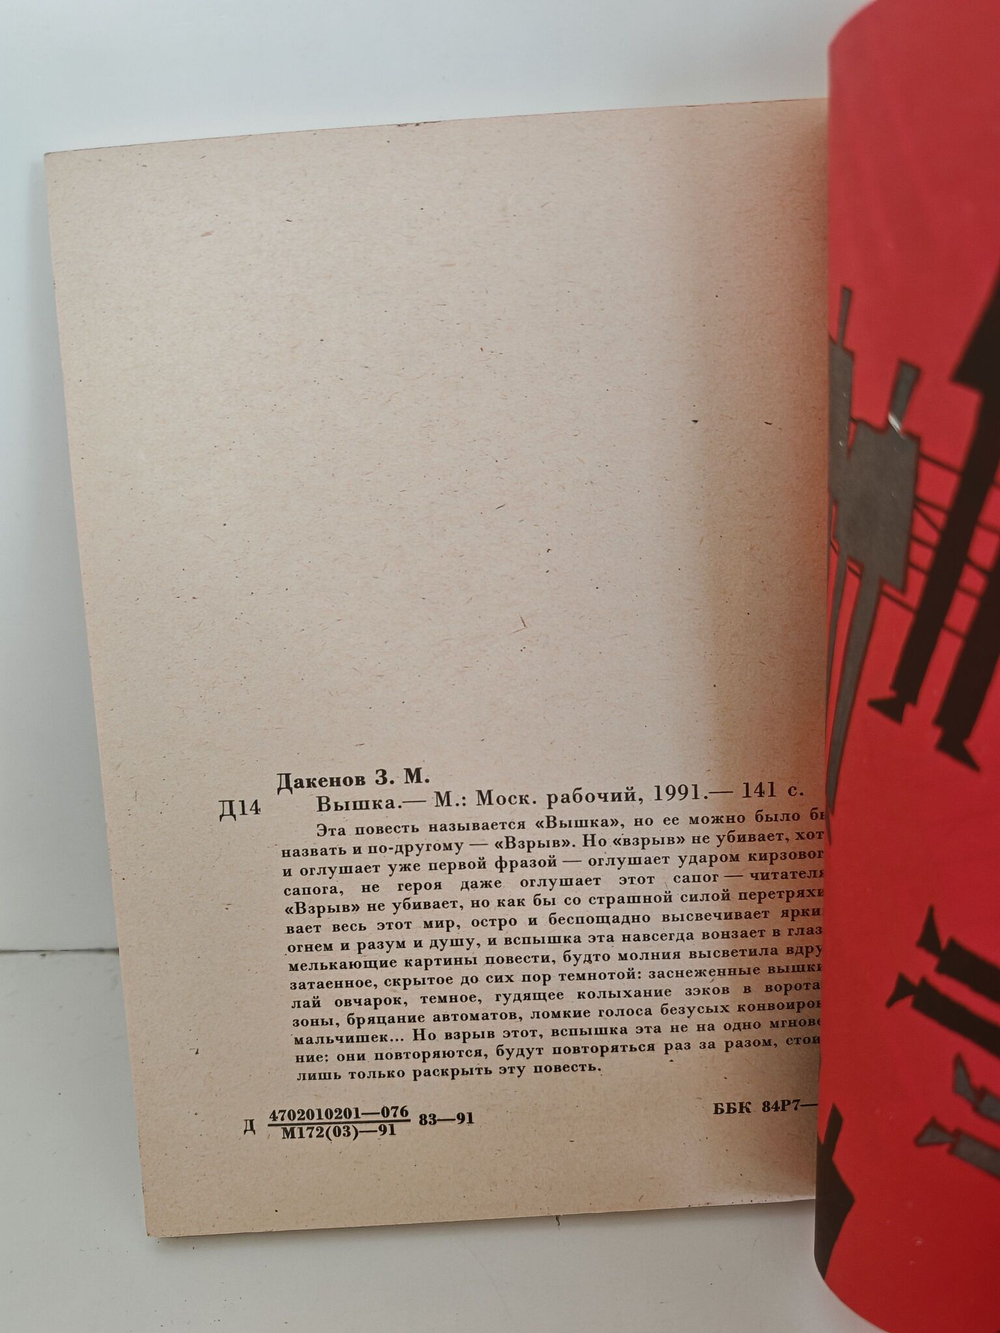 Дакенов З. М.
Д14 Вышка.— М.: Моск. рабочий, 1991.— 141 с.
Эта повесть называется «Вышка», но ее можно было
назвать и по-другому — «Взрыв». Но «взрыв» не убивает, хот
и оглушает уже первой фразой — оглушает ударом кирзовог
сапога, не героя даже оглушает этот сапог — читателя
«Взрыв» не убивает, но как бы со страшной силой перетряхи
вает весь этот мир, остро и беспощадно высвечивает ярки
огнем и разум и душу, и вспышка эта навсегда вонзает в глаз
мелькающие картины повести, будто молния высветила вдру
затаенное, скрытое до сих пор темнотой: заснеженные вышки
лай овчарок, темное, гудящее колыхание зэков в ворота
зоны, бряцание автоматов, ломкие голоса безусых конвоиров
мальчишек... Но взрыв этот, вспышка эта не на одно мгнове
ние: они повторяются, будут повторяться раз за разом, стои
лишь только раскрыть эту повесть.
Д 4702010201—076 83—91
М172(03)—91
ББК 84Р7—